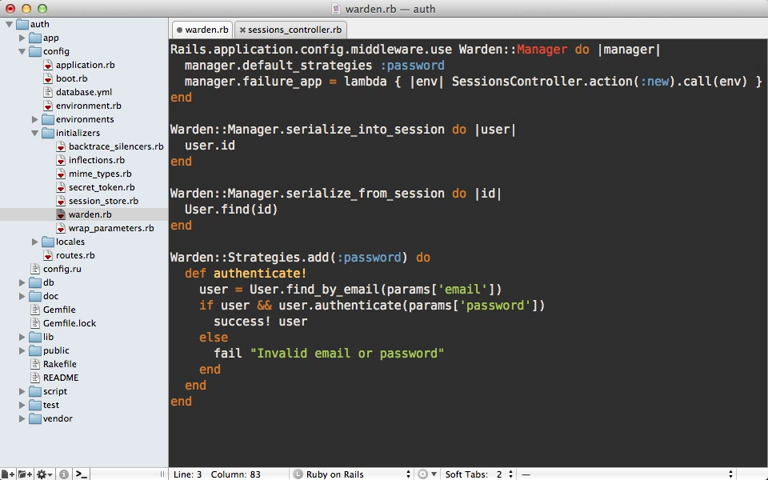 warden.rb — auth
auth
app
config
application.rb
boot.rb
database.yml
environment.rb
environments
initializers
backtrace_silencers.rb
inflections.rb
mime_types.rb
secret_token.rb
session_store.rb
warden.rb
wrap_parameters.rb
locales
routes.rb
config.ru
db
doc
Gemfile
Gemfile.lock
lib
public
Rakefile
README
script
test
vendor
warden.rb
sessions_controller.rb
Rails.application.config.middleware.use Warden::Manager do |manager|
manager.default_strategies :password
manager.failure_app = lambda { |env| SessionsController.action(:new).call(env) }
end
Warden::Manager.serialize_into_session do |user|
user.id
end
Warden::Manager.serialize_from_session do |id|
User.find(id)
end
Warden::Strategies.add(:password) do
def authenticate!
user = User.find_by_email(params['email'])
if user && user.authenticate(params['password'])
success! user
else
fail "Invalid email or password"
end
end
end
Line: 3 Column: 83
Ruby on Rails
Soft Tabs: 2
—